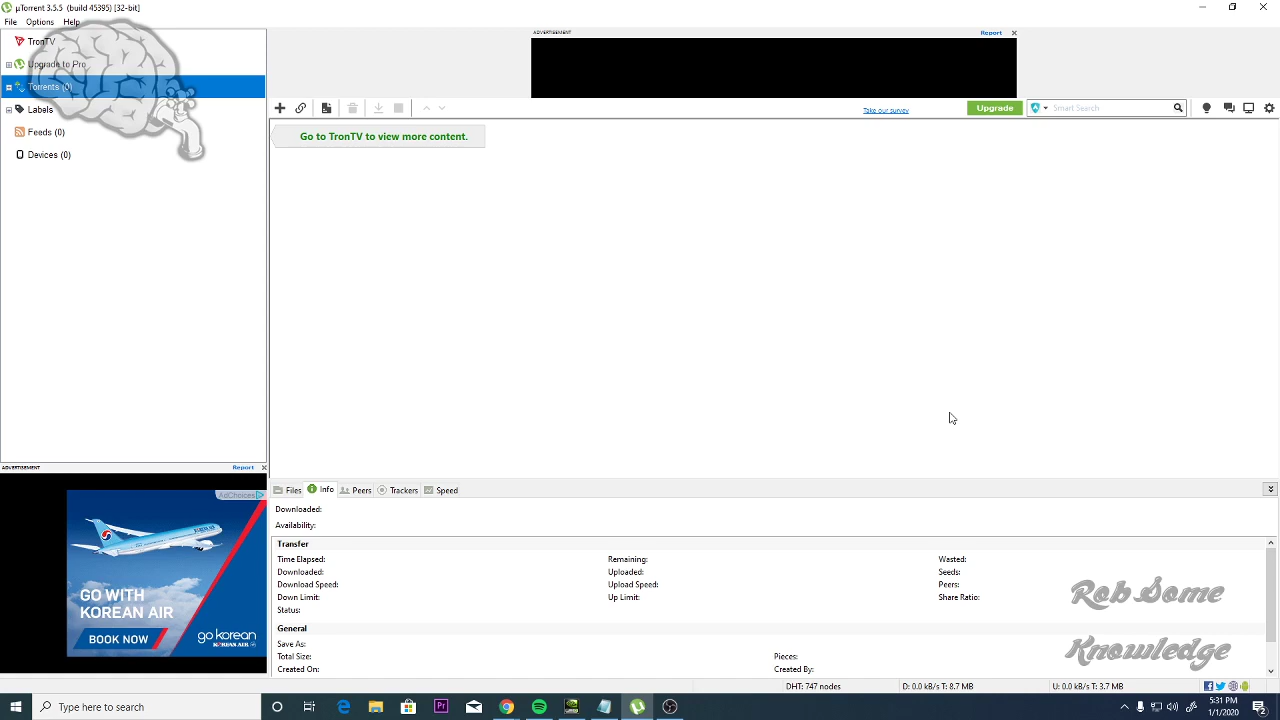 µTorrent 3.5.5 (build 45395) [32-bit]
File Options Help
TronTV
Upgrade to Pro
Torrents (0)
Labels
Feeds (0)
Devices (0)
ADVERTISEMENT Report
Take our survey
Upgrade
Smart Search
Go to TronTV to view more content.
ADVERTISEMENT Report
AdChoices
KOREAN AIR
GO WITH
KOREAN AIR
BOOK NOW
go korean
KOREAN AIR
Files Info Peers Trackers Speed
Downloaded:
Availability:
Transfer
Time Elapsed: Remaining: Wasted:
Downloaded: Uploaded: Seeds:
Download Speed: Upload Speed: Peers:
Down Limit: Up Limit: Share Ratio:
Status:
General
Save As:
Total Size: Pieces:
Created On: Created By:
Rob Some
Knowledge
DHT: 747 nodes D: 0.0 kB/s T: 8.7 MB U: 0.0 kB/s T: 3.7 MB
Type here to search
Pr
5:31 PM
1/1/2000